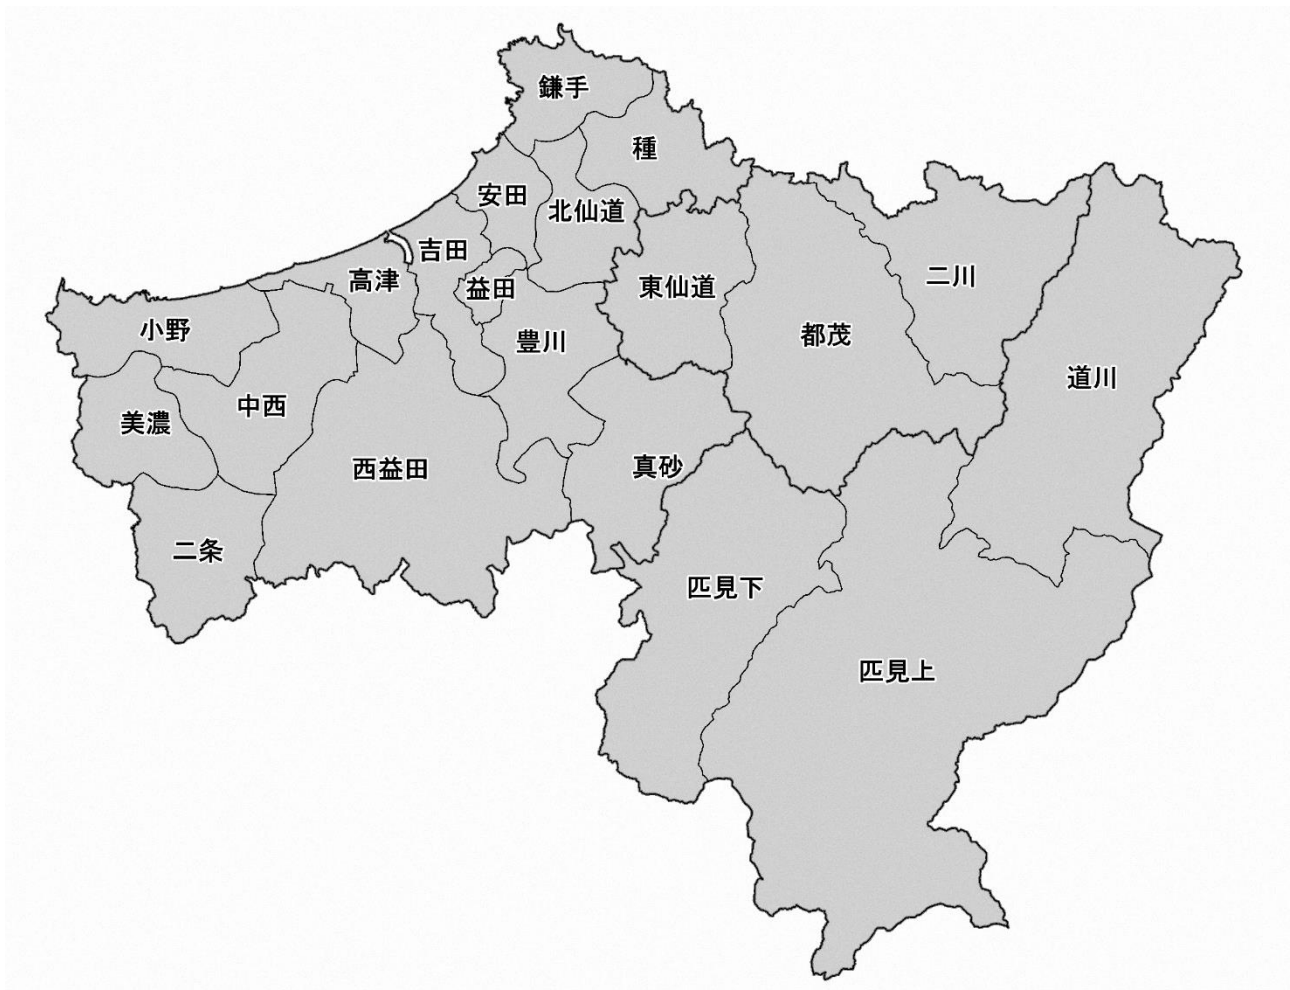 鎌手
種
安田
北仙道
吉田
高津
益田
東仙道
二川
小野
豊川
都茂
道川
中西
美濃
西益田
真砂
二条
匹見下
匹見上